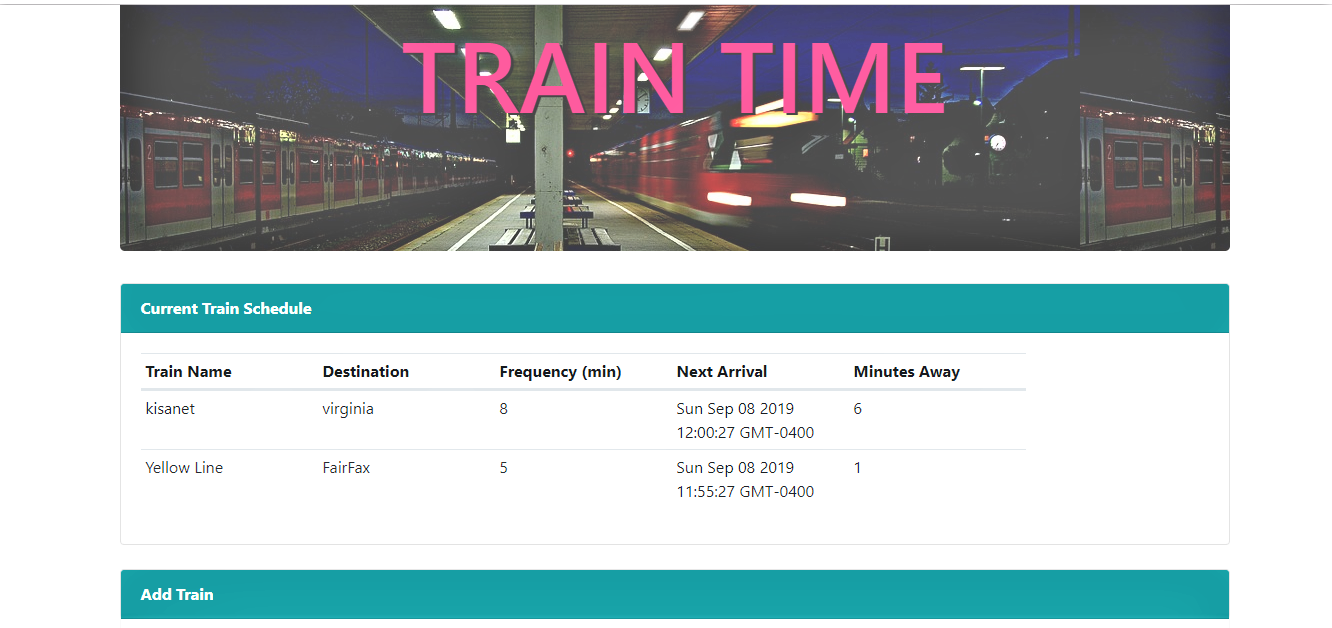 TRAIN TIME
Current Train Schedule
Train Name Destination Frequency (min) Next Arrival Minutes Away
kisanet virginia 8 Sun Sep 08 2019 6
12:00:27 GMT-0400
Yellow Line FairFax 5 Sun Sep 08 2019 1
11:55:27 GMT-0400
Add Train